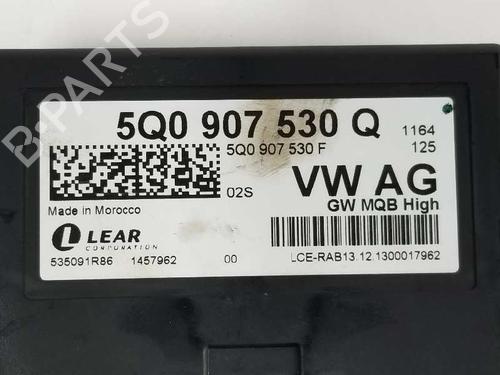 B-PARTS
5Q0 907 530 Q 1164
5Q0 907 530 F 125
02S VW AG
Made in Morocco GW MQB High
LEAR
CORPORATION
535091R86 1457962 00 LCE-RAB13.12.1300017962